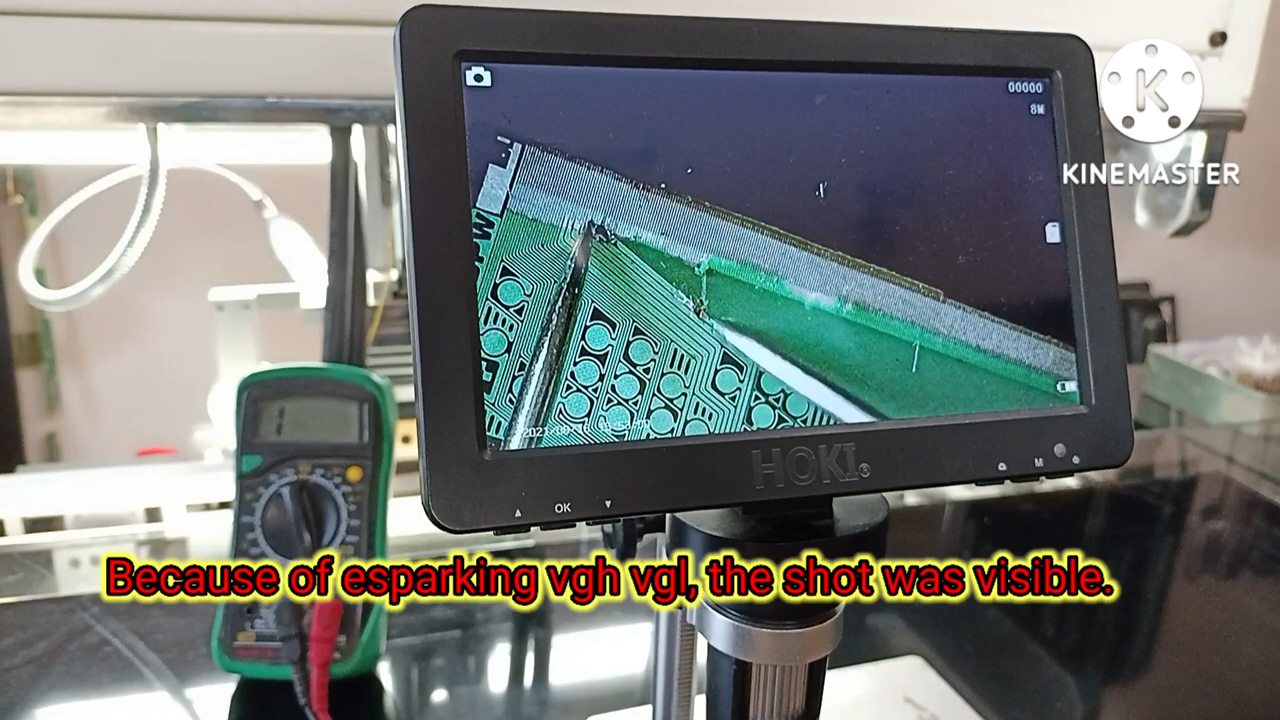 00000
8M
K
KINEMASTER
HOKI
OK
M
Because of esparking vgh vgl, the shot was visible.